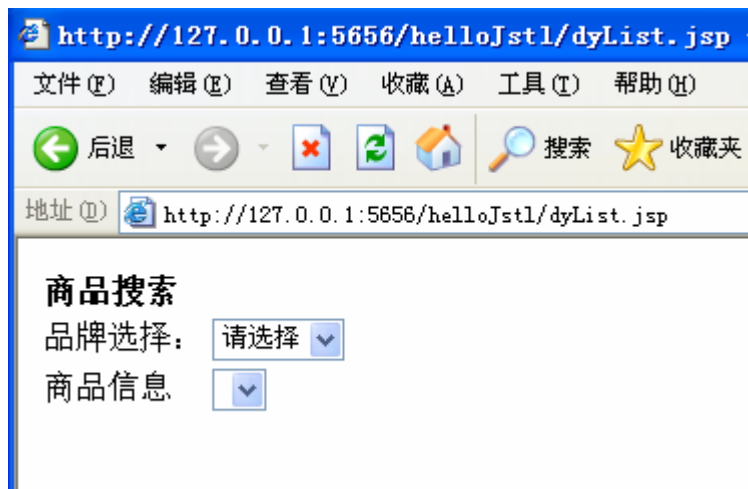 http://127.0.0.1:5656/helloJstl/dyList.jsp
文件(F) 编辑(E) 查看(V) 收藏(A) 工具(T) 帮助(H)
后退 搜索 收藏夹
地址(D) http://127.0.0.1:5656/helloJstl/dyList.jsp
商品搜索
品牌选择: 请选择
商品信息